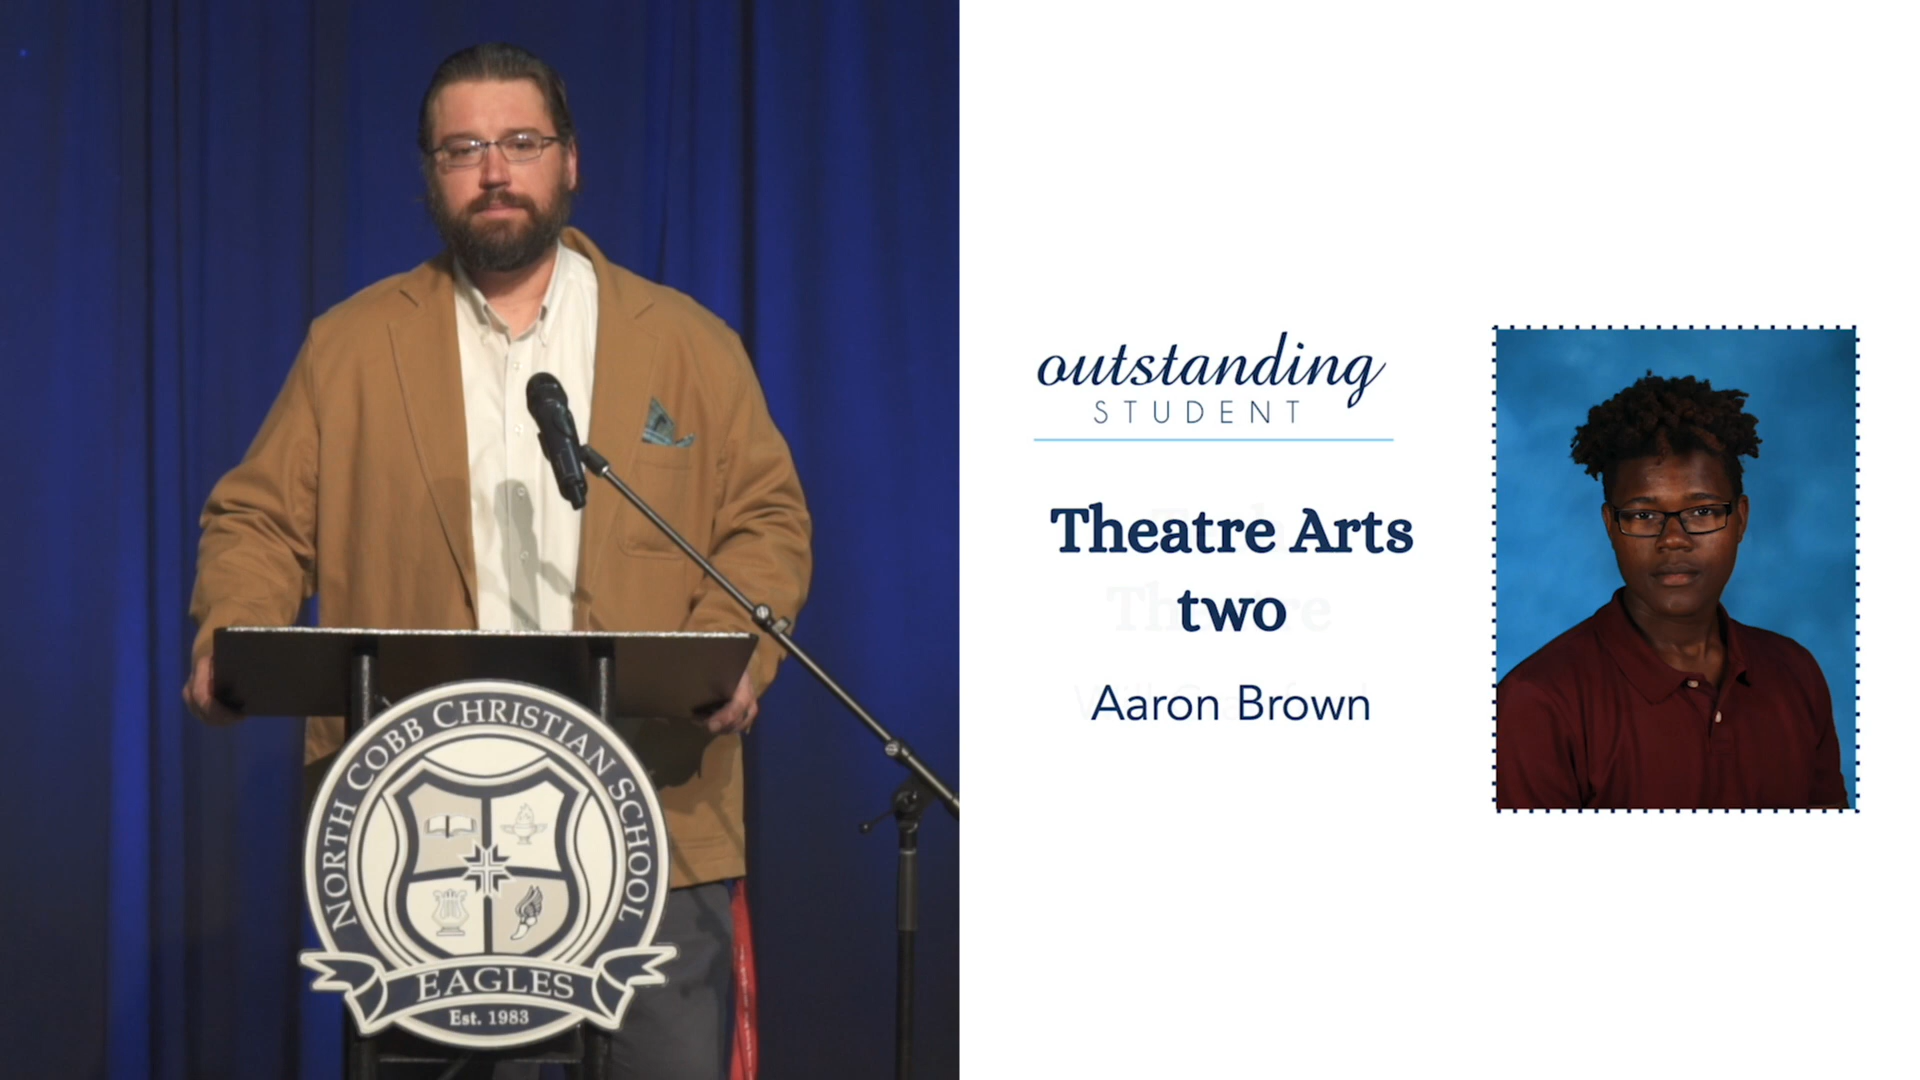 NORTH COBB CHRISTIAN SCHOOL
EAGLES
Est. 1983
outstanding
STUDENT
Theatre Arts
two
Aaron Brown